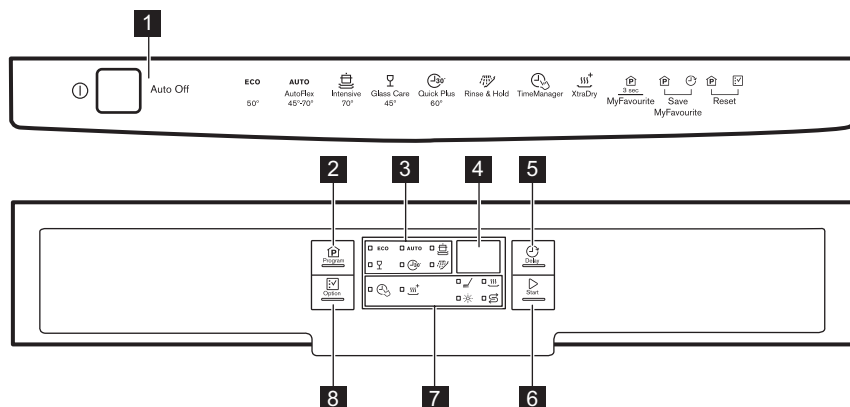 1
Auto Off
ECO
50°
AUTO
AutoFlex
45°-70°
Intensive
70°
Glass Care
45°
30'
Quick Plus
60°
Rinse & Hold
TimeManager
XtraDry
P
3 sec
MyFavourite
P
Save
MyFavourite
P
Reset
2
3
4
5
P
Program
ECO
AUTO
30'
Delay
Option
Start
8
7
6